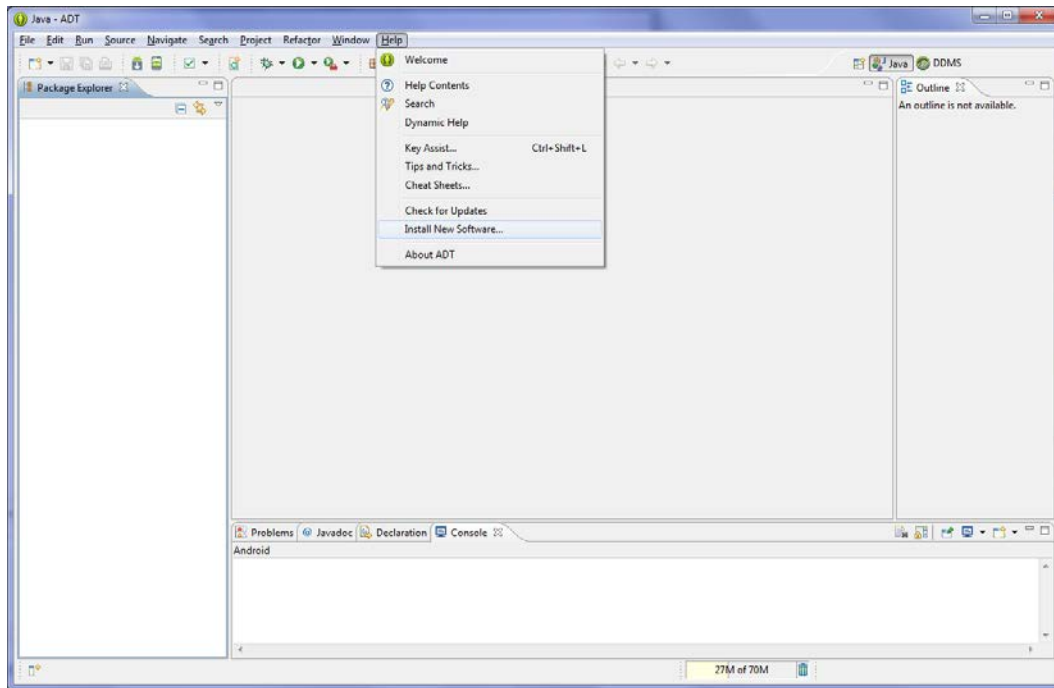 Java - ADT
File Edit Run Source Navigate Search Project Refactor Window Help
Welcome
Help Contents
Search
Dynamic Help
Key Assist... Ctrl+Shift+L
Tips and Tricks...
Cheat Sheets...
Check for Updates
Install New Software...
About ADT
Java DDMS
Package Explorer
Outline
An outline is not available.
Problems Javadoc Declaration Console
Android
27M of 70M